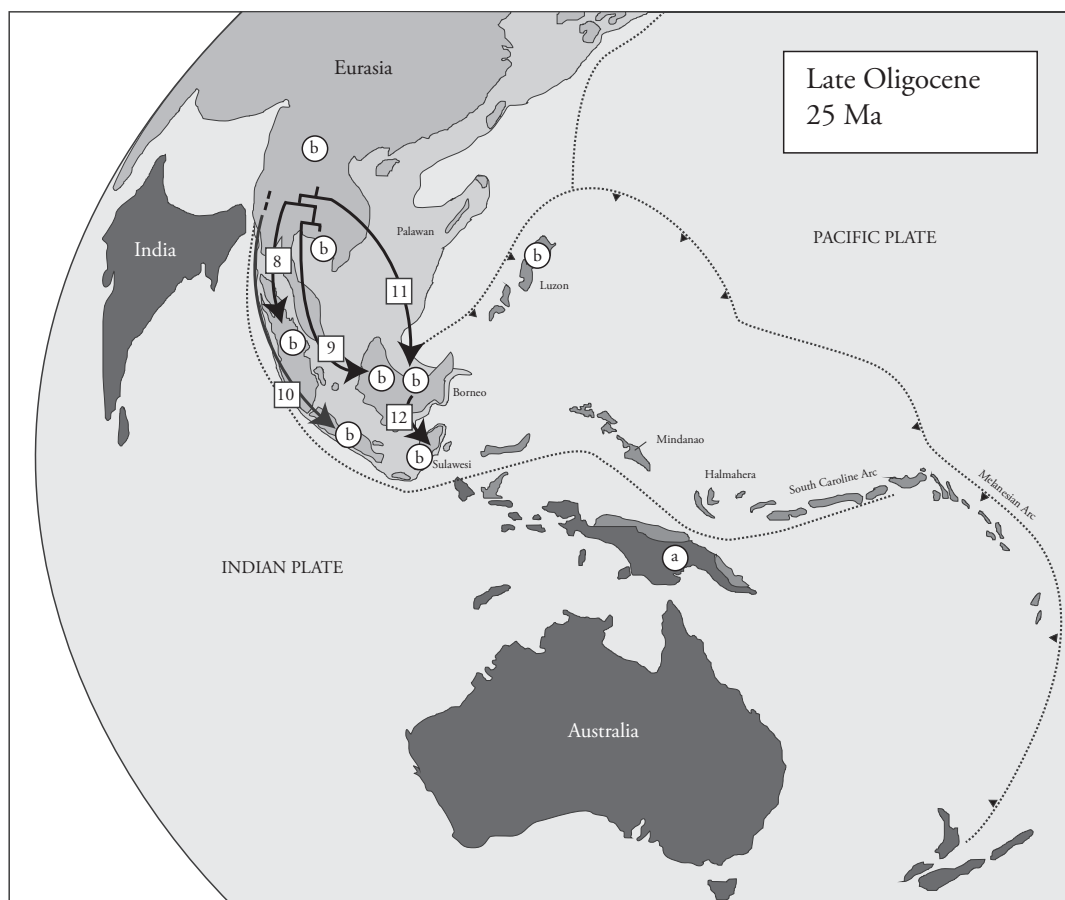 Eurasia
Late Oligocene
25 Ma
b
Palawan
India
PACIFIC PLATE
b
b
8
Luzon
11
b
9
b
b
10
Borneo
12
b
b
Sulawesi
Mindanao
Halmahera
South Caroline Arc
Melanesian Arc
a
INDIAN PLATE
Australia